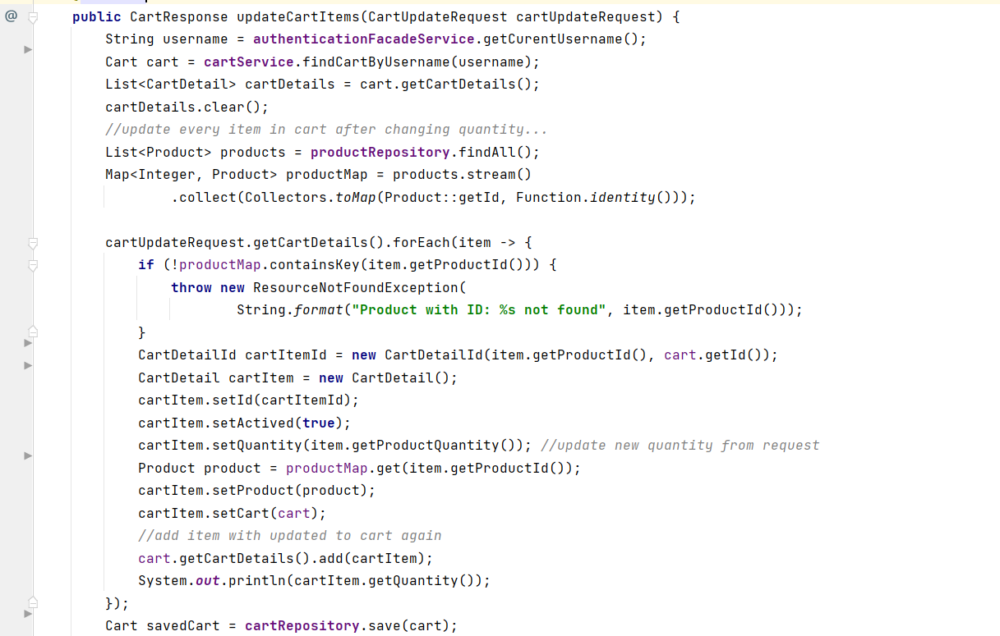 @ public CartResponse updateCartItems(CartUpdateRequest cartUpdateRequest) {
String username = authenticationFacadeService.getCurentUsername();
Cart cart = cartService.findCartByUsername(username);
List<CartDetail> cartDetails = cart.getCartDetails();
cartDetails.clear();
//update every item in cart after changing quantity...
List<Product> products = productRepository.findAll();
Map<Integer, Product> productMap = products.stream()
.collect(Collectors.toMap(Product::getId, Function.identity()));
cartUpdateRequest.getCartDetails().forEach(item -> {
if (!productMap.containsKey(item.getProductId())) {
throw new ResourceNotFoundException(
String.format("Product with ID: %s not found", item.getProductId()));
}
CartDetailId cartItemId = new CartDetailId(item.getProductId(), cart.getId());
CartDetail cartItem = new CartDetail();
cartItem.setId(cartItemId);
cartItem.setActived(true);
cartItem.setQuantity(item.getProductQuantity()); //update new quantity from request
Product product = productMap.get(item.getProductId());
cartItem.setProduct(product);
cartItem.setCart(cart);
//add item with updated to cart again
cart.getCartDetails().add(cartItem);
System.out.println(cartItem.getQuantity());
});
Cart savedCart = cartRepository.save(cart);